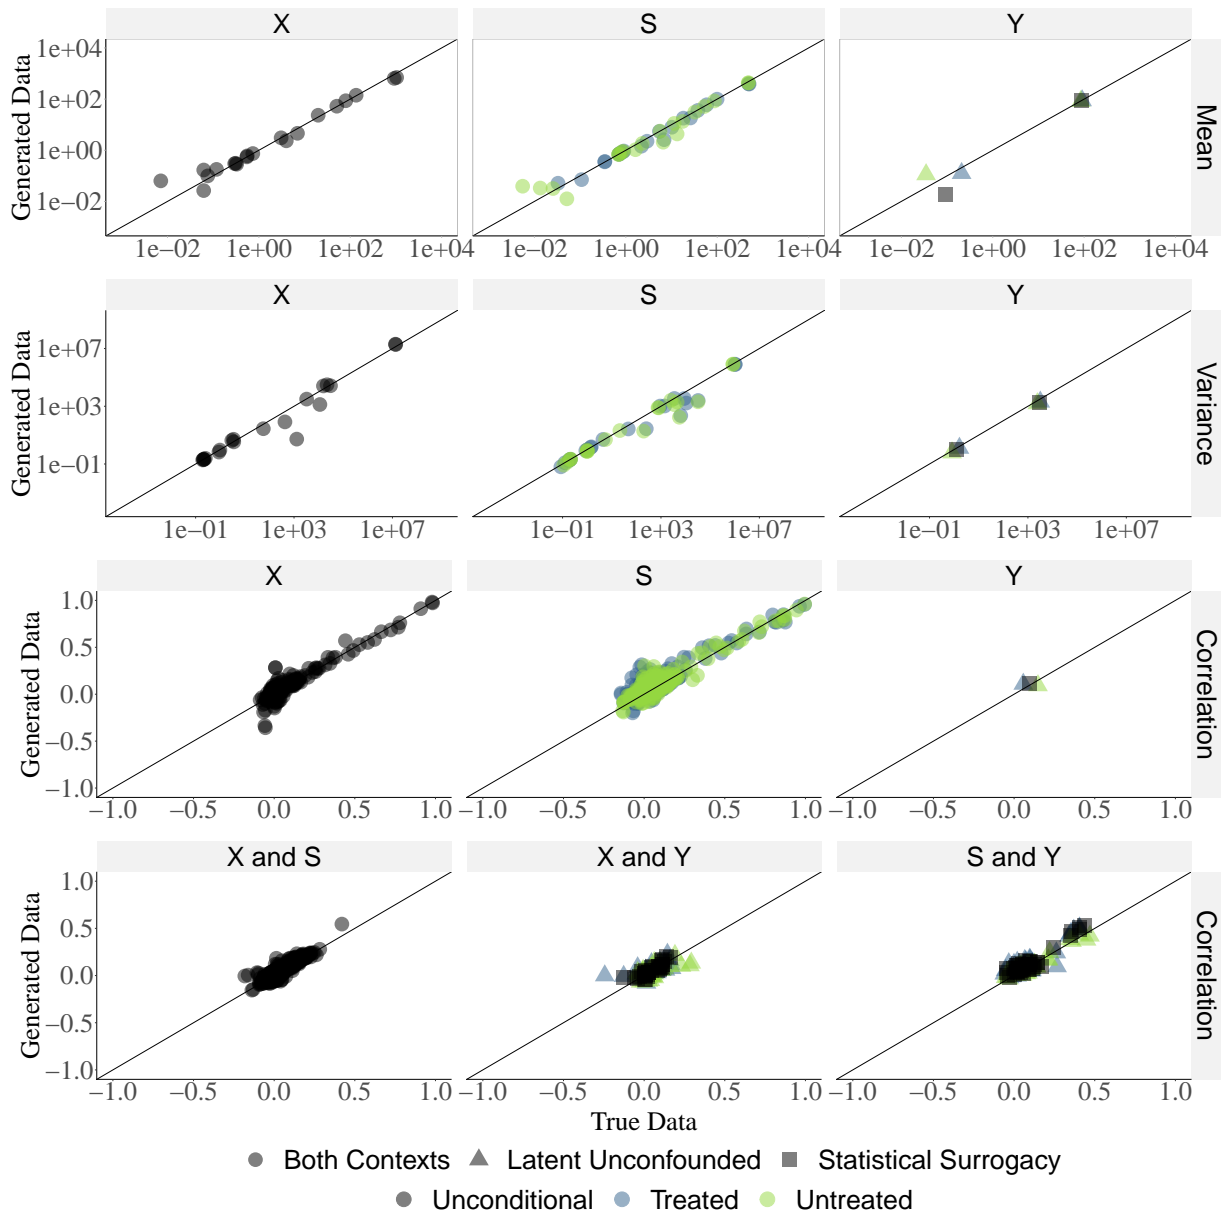 X S Y
Generated Data
1e+04
1e+02
1e+00
1e−02
Mean
1e−02 1e+00 1e+02 1e+04 1e−02 1e+00 1e+02 1e+04 1e−02 1e+00 1e+02 1e+04
X S Y
Generated Data
1e+07
1e+03
1e−01
Variance
1e−01 1e+03 1e+07 1e−01 1e+03 1e+07 1e−01 1e+03 1e+07
X S Y
Generated Data
1.0
0.5
0.0
−0.5
−1.0
Correlation
−1.0 −0.5 0.0 0.5 1.0 −1.0 −0.5 0.0 0.5 1.0 −1.0 −0.5 0.0 0.5 1.0
X and S X and Y S and Y
Generated Data
1.0
0.5
0.0
−0.5
−1.0
Correlation
−1.0 −0.5 0.0 0.5 1.0 −1.0 −0.5 0.0 0.5 1.0 −1.0 −0.5 0.0 0.5 1.0
True Data
Both Contexts Latent Unconfounded Statistical Surrogacy
Unconditional Treated Untreated